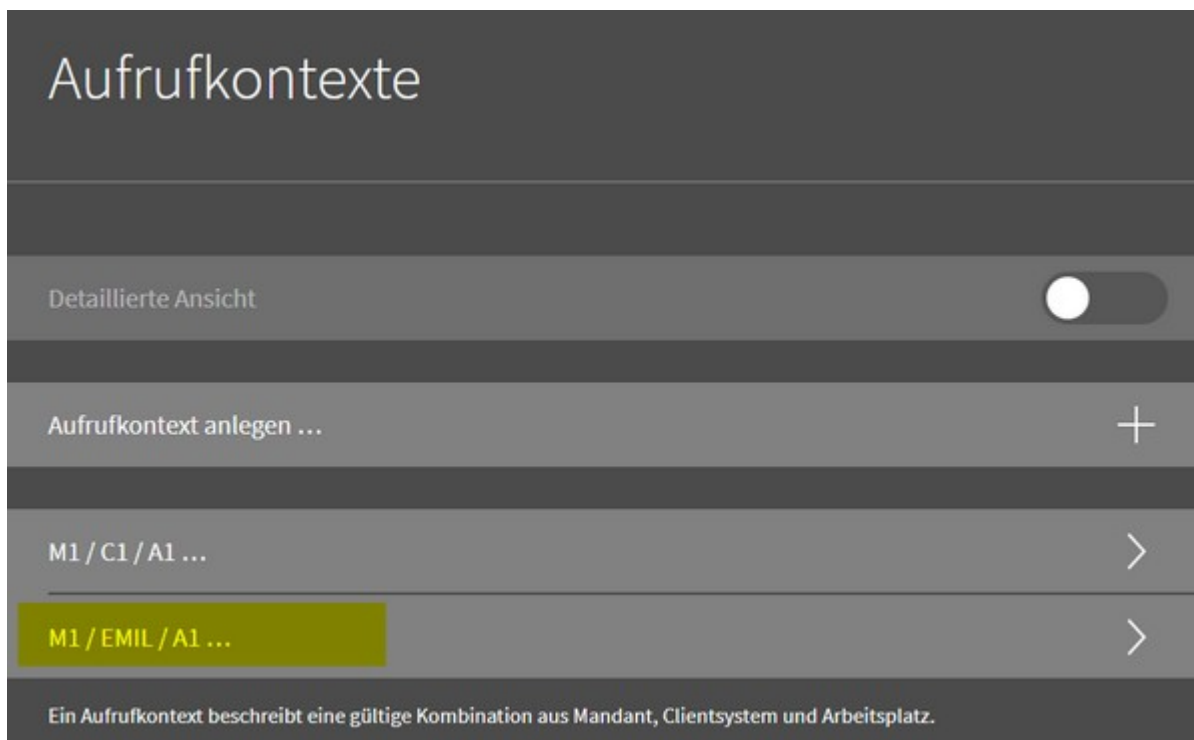 Aufrufkontexte
Detaillierte Ansicht
Aufrufkontext anlegen ...
M1 / C1 / A1 ...
M1 / EMIL / A1 ...
Ein Aufrufkontext beschreibt eine gültige Kombination aus Mandant, Clientsystem und Arbeitsplatz.